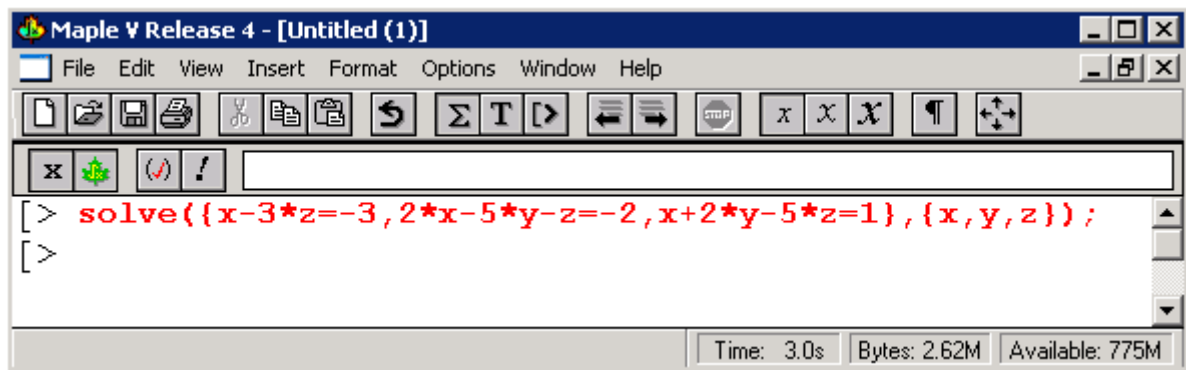 Maple V Release 4 - [Untitled (1)]
File Edit View Insert Format Options Window Help
Σ T [> STOP x x x ¶
x (√) !
[> solve({x-3*z=-3,2*x-5*y-z=-2,x+2*y-5*z=1},{x,y,z});
[>
Time: 3.0s Bytes: 2.62M Available: 775M